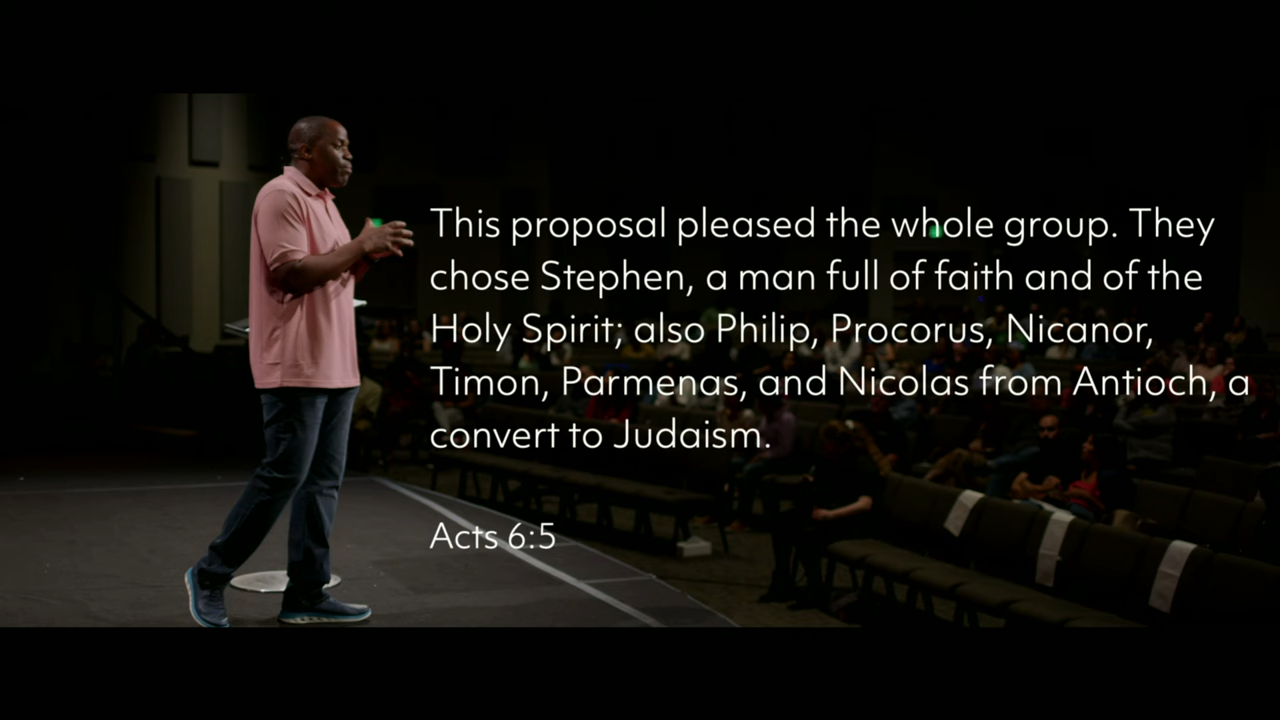 This proposal pleased the whole group. They
chose Stephen, a man full of faith and of the
Holy Spirit; also Philip, Procorus, Nicanor,
Timon, Parmenas, and Nicolas from Antioch, a
convert to Judaism.
Acts 6:5